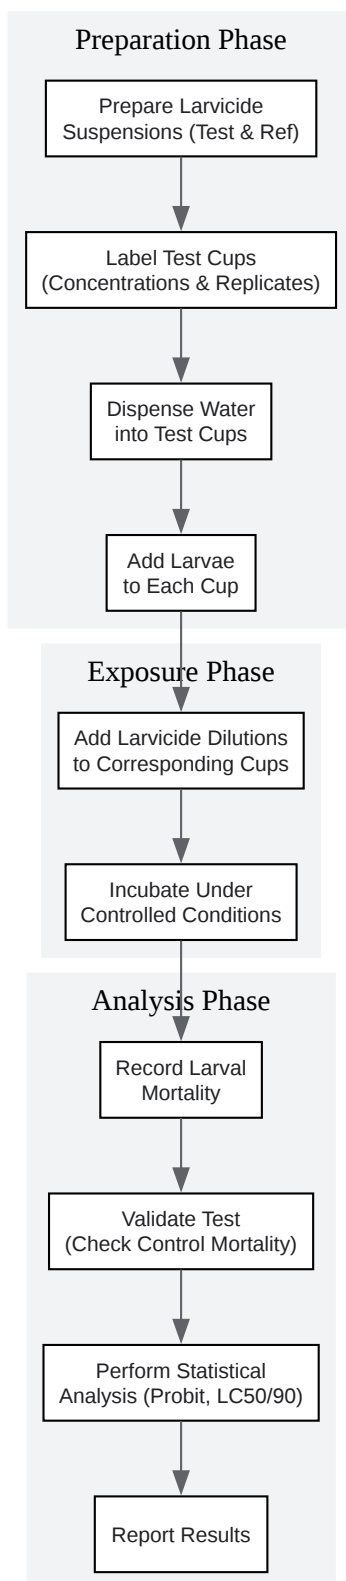 Preparation Phase
Prepare Larvicide
Suspensions (Test & Ref)
Label Test Cups
(Concentrations & Replicates)
Dispense Water
into Test Cups
Add Larvae
to Each Cup
Exposure Phase
Add Larvicide Dilutions
to Corresponding Cups
Incubate Under
Controlled Conditions
Analysis Phase
Record Larval
Mortality
Validate Test
(Check Control Mortality)
Perform Statistical
Analysis (Probit, LC50/90)
Report Results